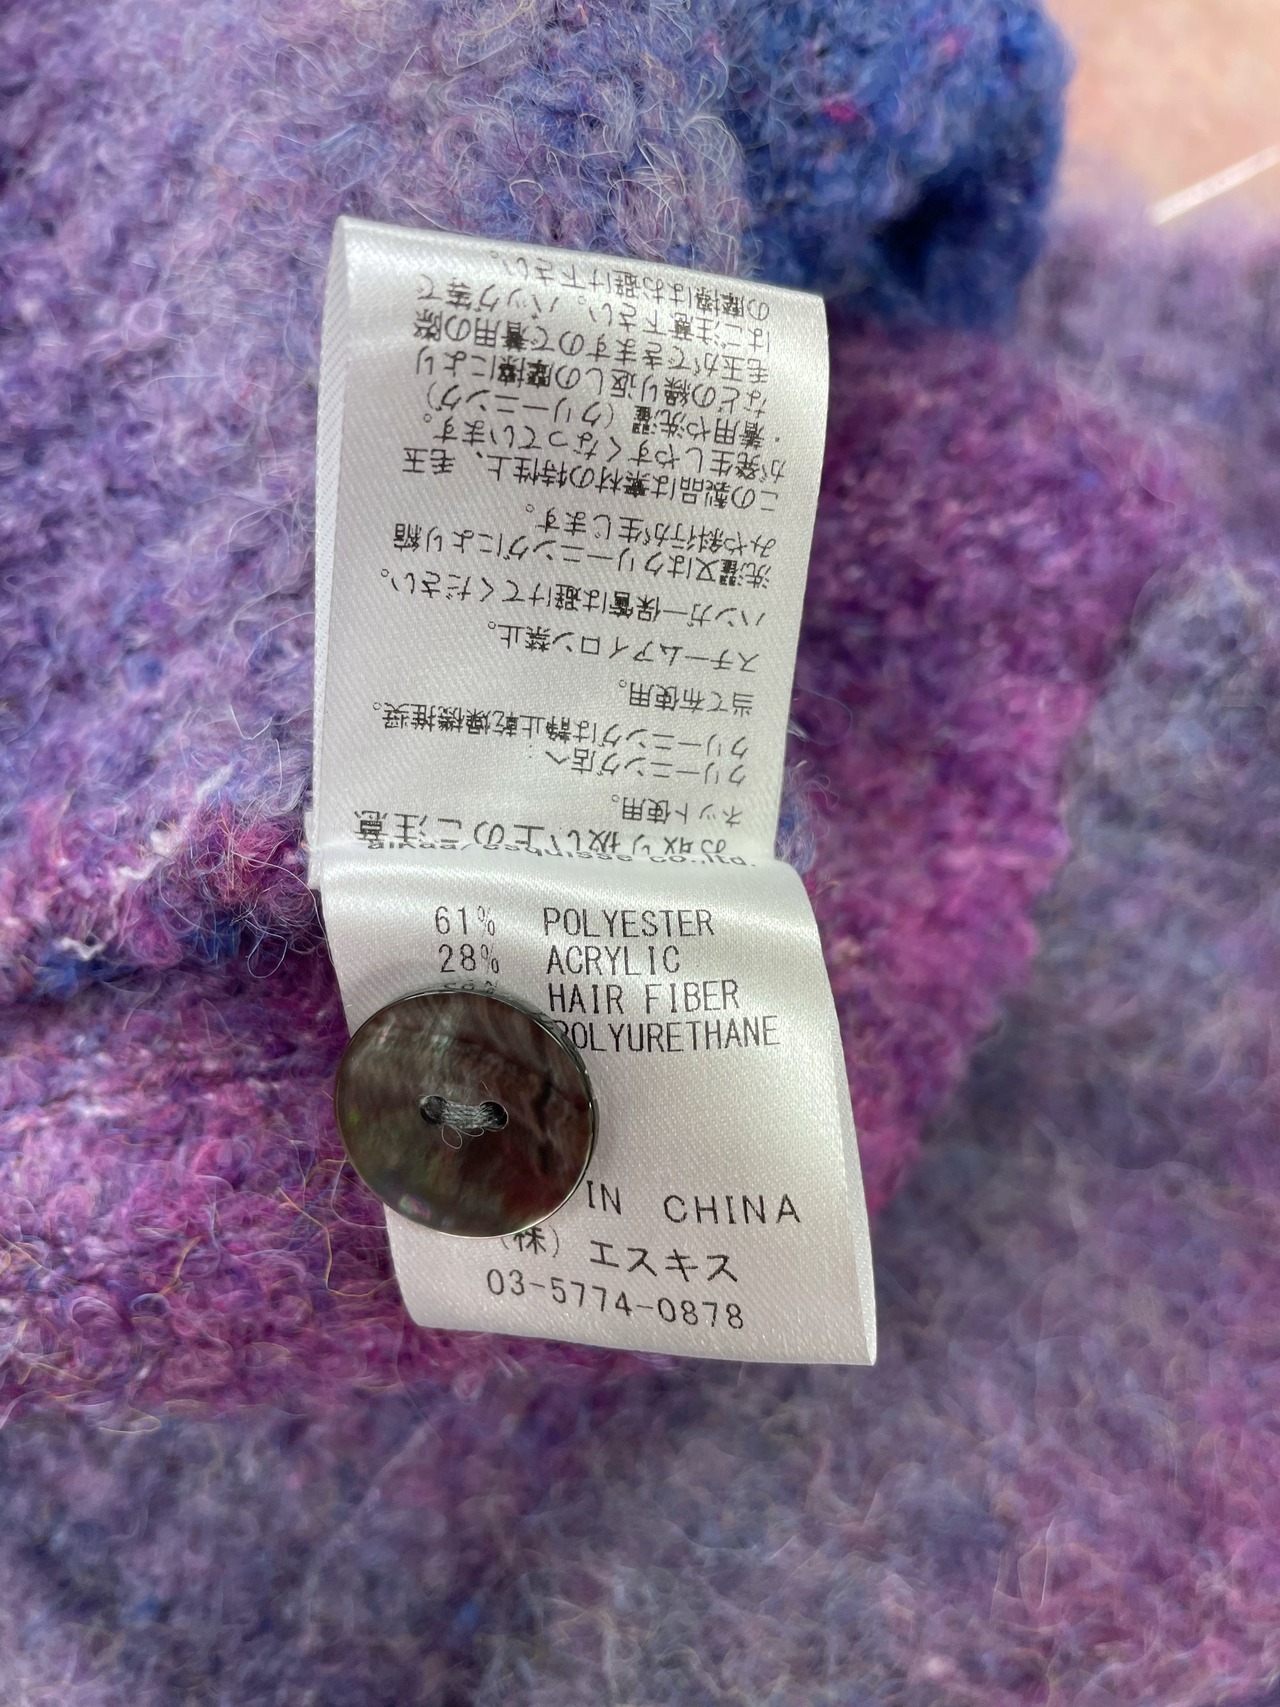 お取り扱い上のご注意
ネット使用。
クリーニング店へ
クリーニングは静止乾燥機推奨。
当て布使用。
スチームアイロン禁止。
ハンガー保管は避けてください。
洗濯又はクリーニングにより縮
みや斜行が生じます。
この製品は素材の特性上、毛玉
が発生しやすくなっています。
・着用や洗濯（クリーニング）
などの繰り返しの摩擦により
毛玉ができますので着用の際
はご注意下さい。バッグ等で
の摩擦はお避け下さい。
co.,ltd.
61% POLYESTER
28% ACRYLIC
HAIR FIBER
POLYURETHANE
IN CHINA
(株) エスキス
03-5774-0878